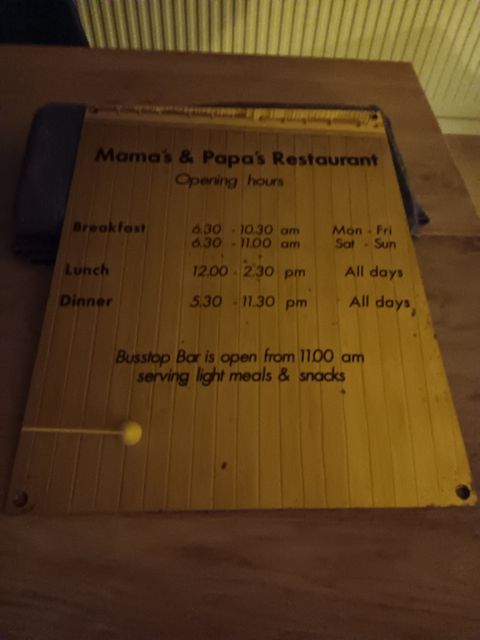 Mama's & Papa's Restaurant
Opening hours
Breakfast 6.30 - 10.30 am Mon - Fri
6.30 - 11.00 am Sat - Sun
Lunch 12.00 - 2.30 pm All days
Dinner 5.30 - 11.30 pm All days
Busstop Bar is open from 11.00 am
serving light meals & snacks